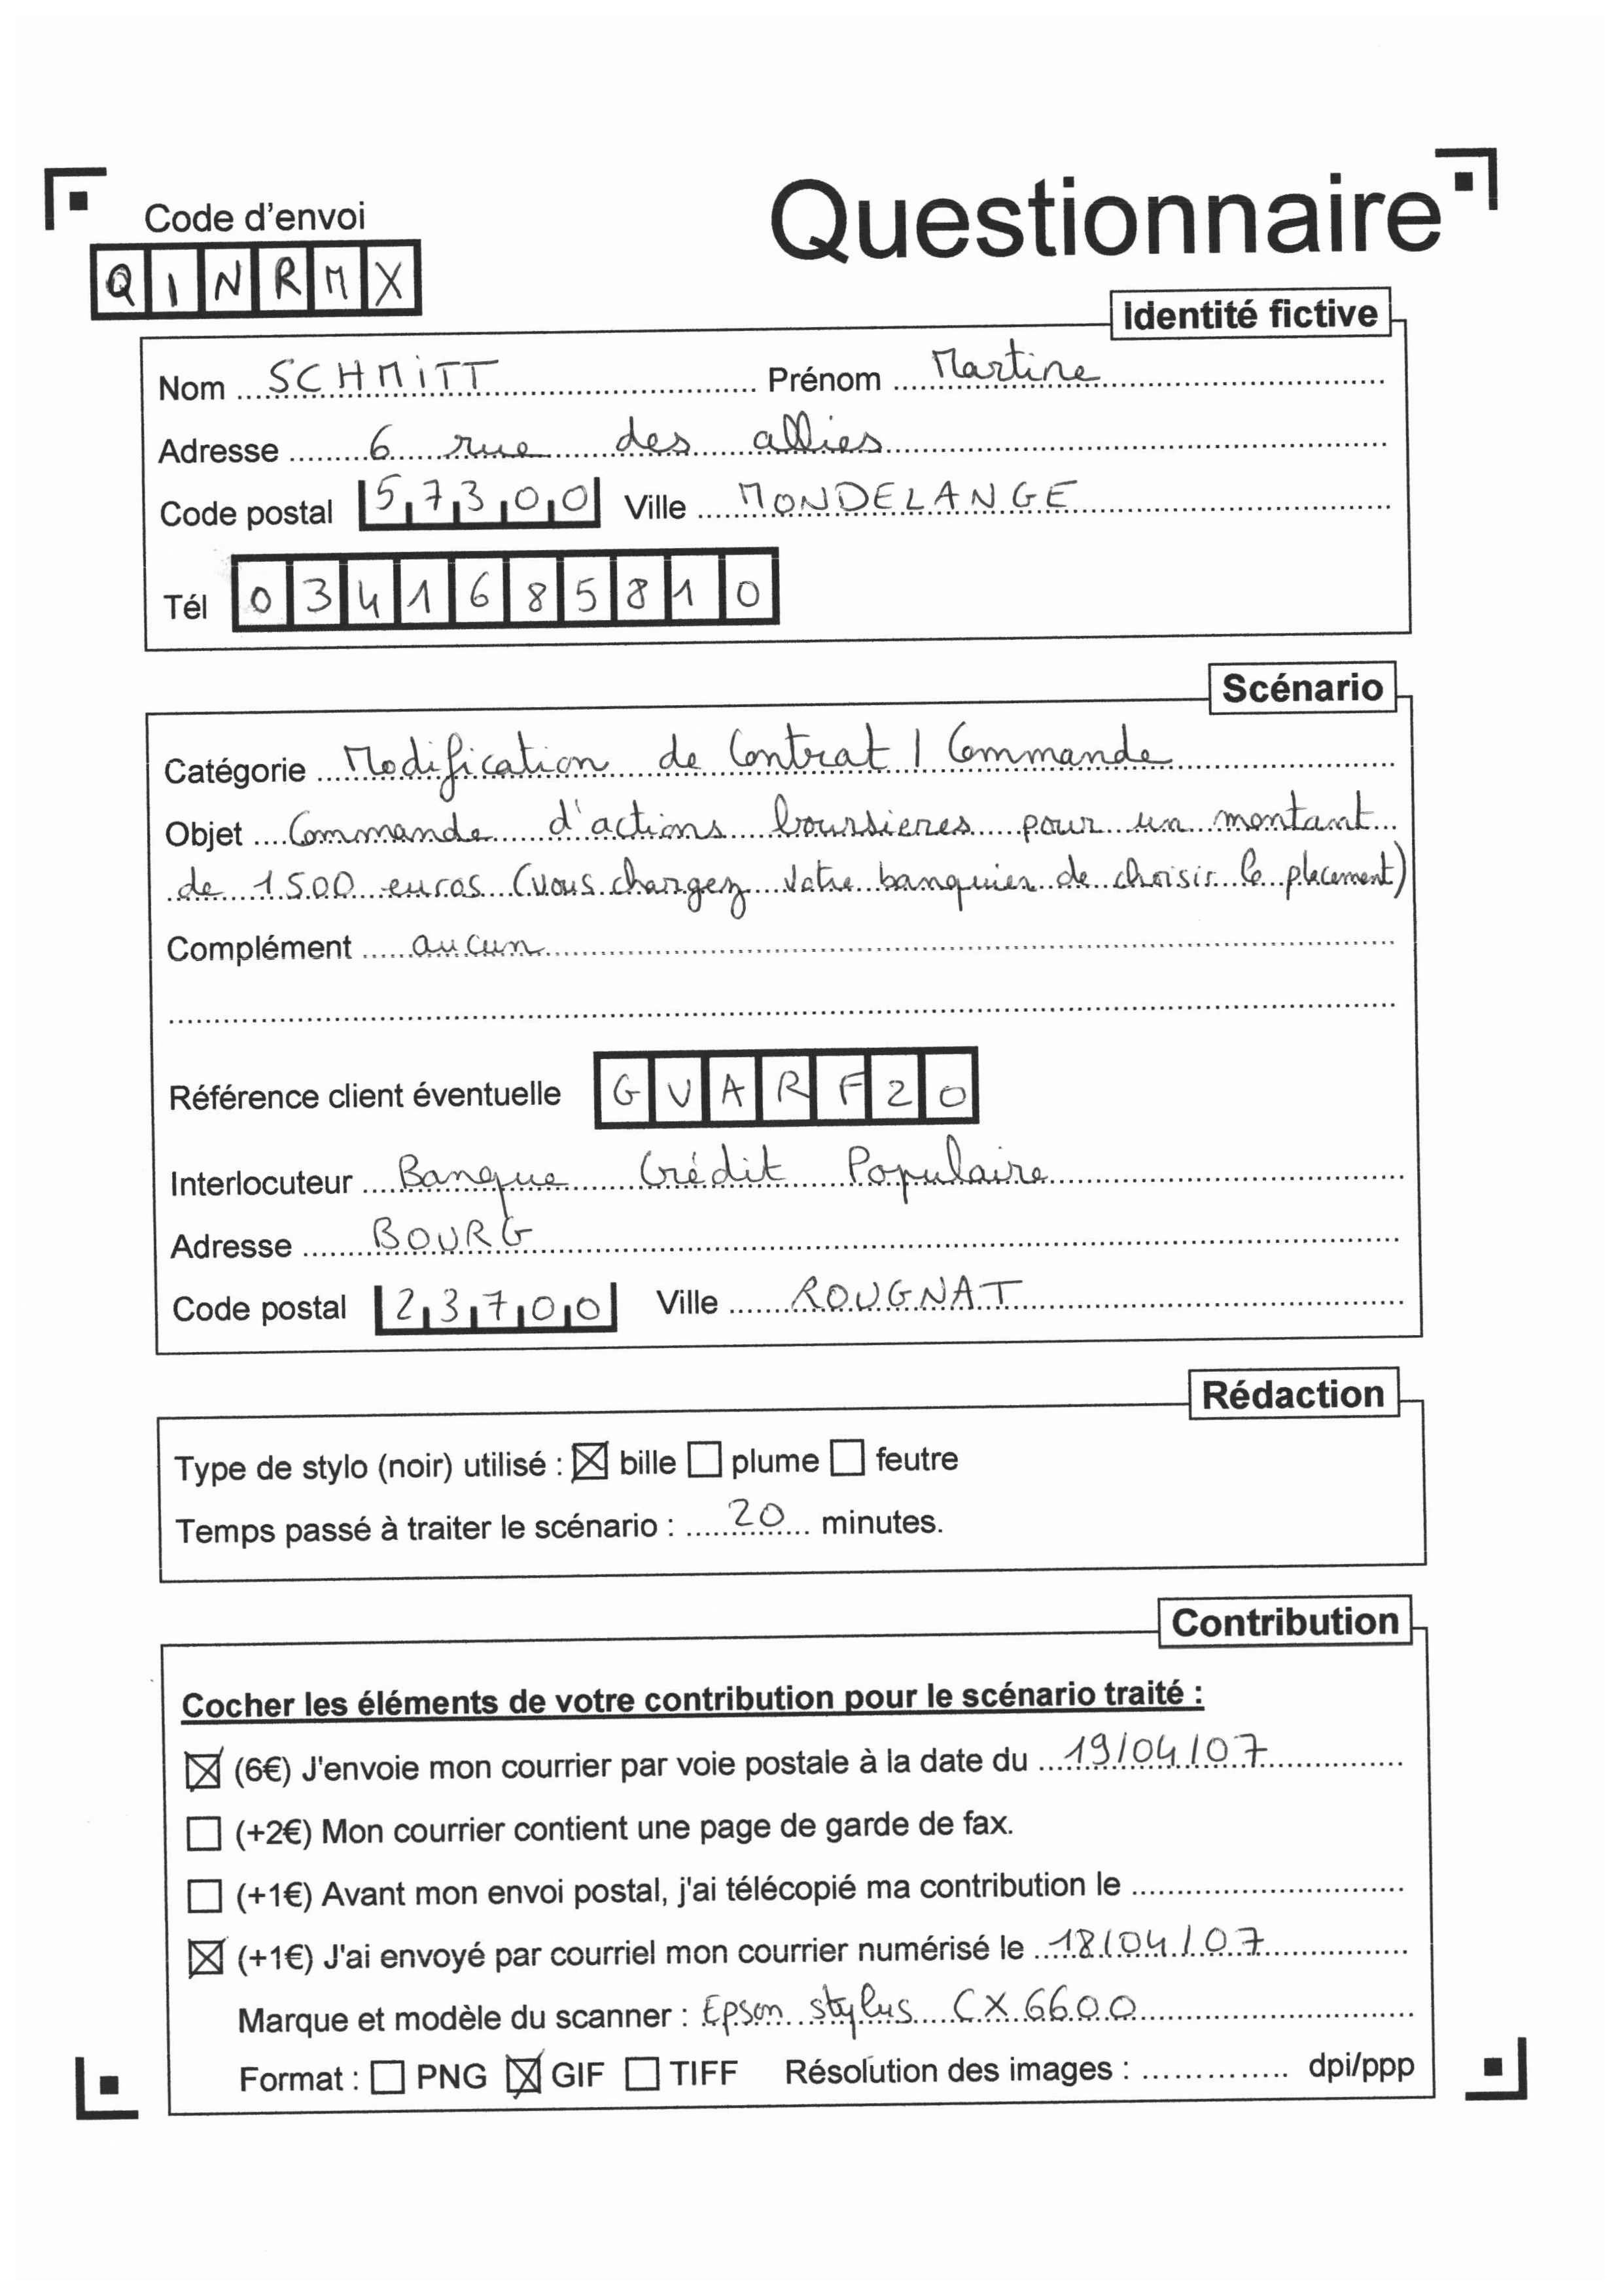 Questionnaire
Code d'envoi
QINRMX
Identité fictive
Nom SCHMITT Prénom Martine
Adresse 6 rue des allies
Code postal 57300 Ville MONDELANGE
Tél 0341685810
Scénario
Catégorie Modification de Contrat / Commande
Objet Commande d'actions boursieres pour un montant
de 1500 euros (vous chargez votre banquier de choisir le placement)
Complément aucun
Référence client éventuelle GVARF20
Interlocuteur Banque Crédit Populaire
Adresse BOURG
Code postal 23700 Ville ROUGNAT
Rédaction
Type de stylo (noir) utilisé : ☒ bille ☐ plume ☐ feutre
Temps passé à traiter le scénario : 20 minutes.
Contribution
Cocher les éléments de votre contribution pour le scénario traité :
☒ (6€) J'envoie mon courrier par voie postale à la date du 19/04/07
☐ (+2€) Mon courrier contient une page de garde de fax.
☐ (+1€) Avant mon envoi postal, j'ai télécopié ma contribution le
☒ (+1€) J'ai envoyé par courriel mon courrier numérisé le 18/04/07
Marque et modèle du scanner : Epson stylus CX6600
Format : ☐ PNG ☒ GIF ☐ TIFF Résolution des images : dpi/ppp